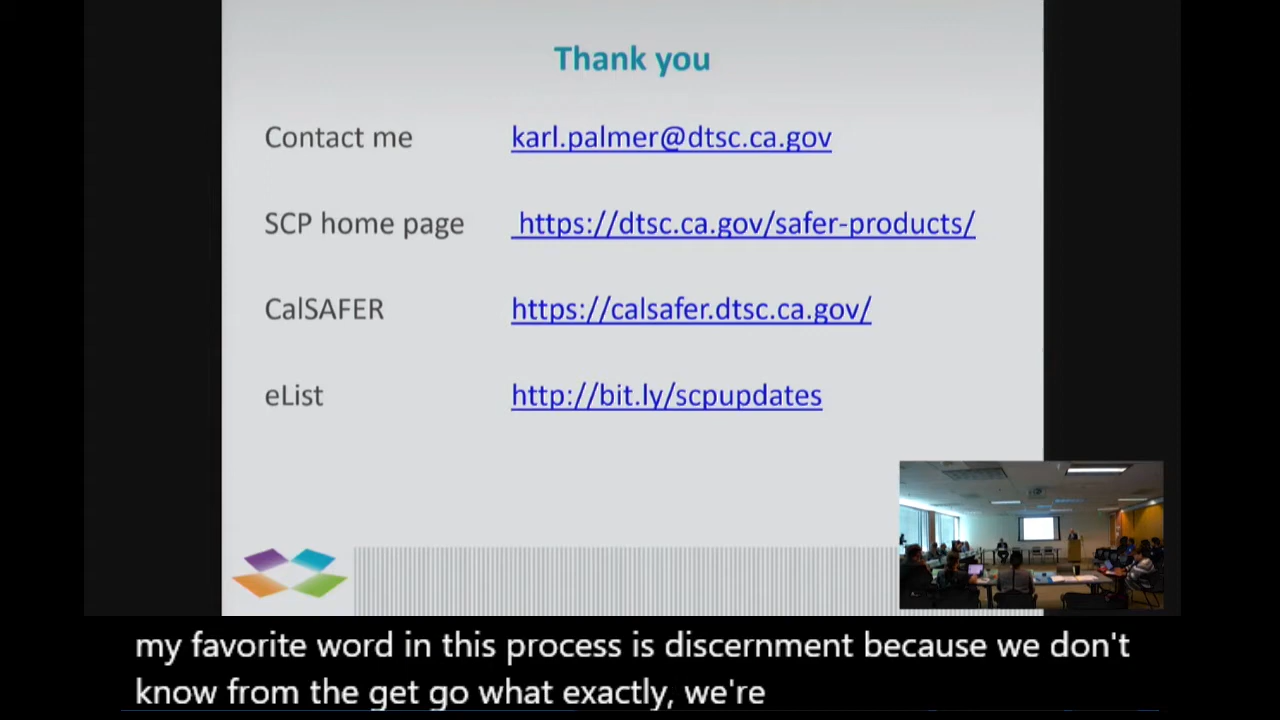 Thank you
Contact me karl.palmer@dtsc.ca.gov
SCP home page https://dtsc.ca.gov/safer-products/
CalSAFER https://calsafer.dtsc.ca.gov/
eList http://bit.ly/scpupdates
my favorite word in this process is discernment because we don't
know from the get go what exactly, we're